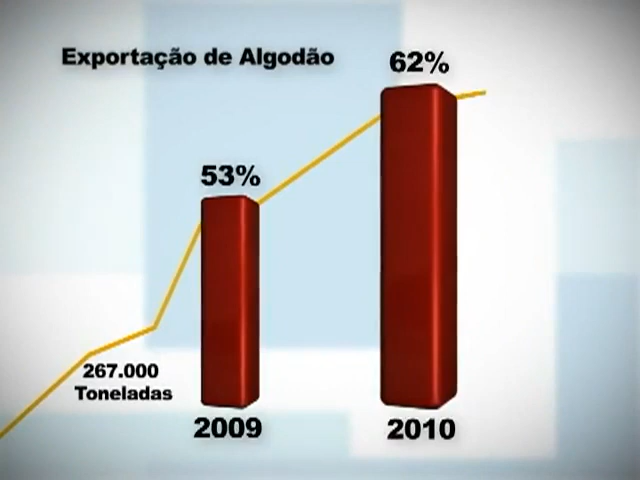 Exportação de Algodão
62%
53%
267.000
Toneladas
2009
2010